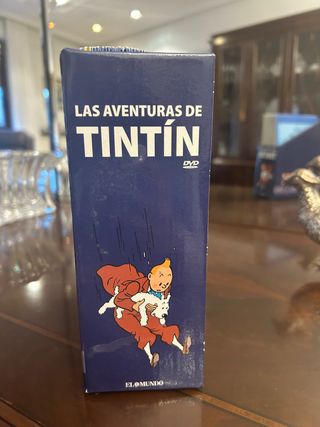 LAS AVENTURAS DE
TINTÍN
DVD
EL MUNDO